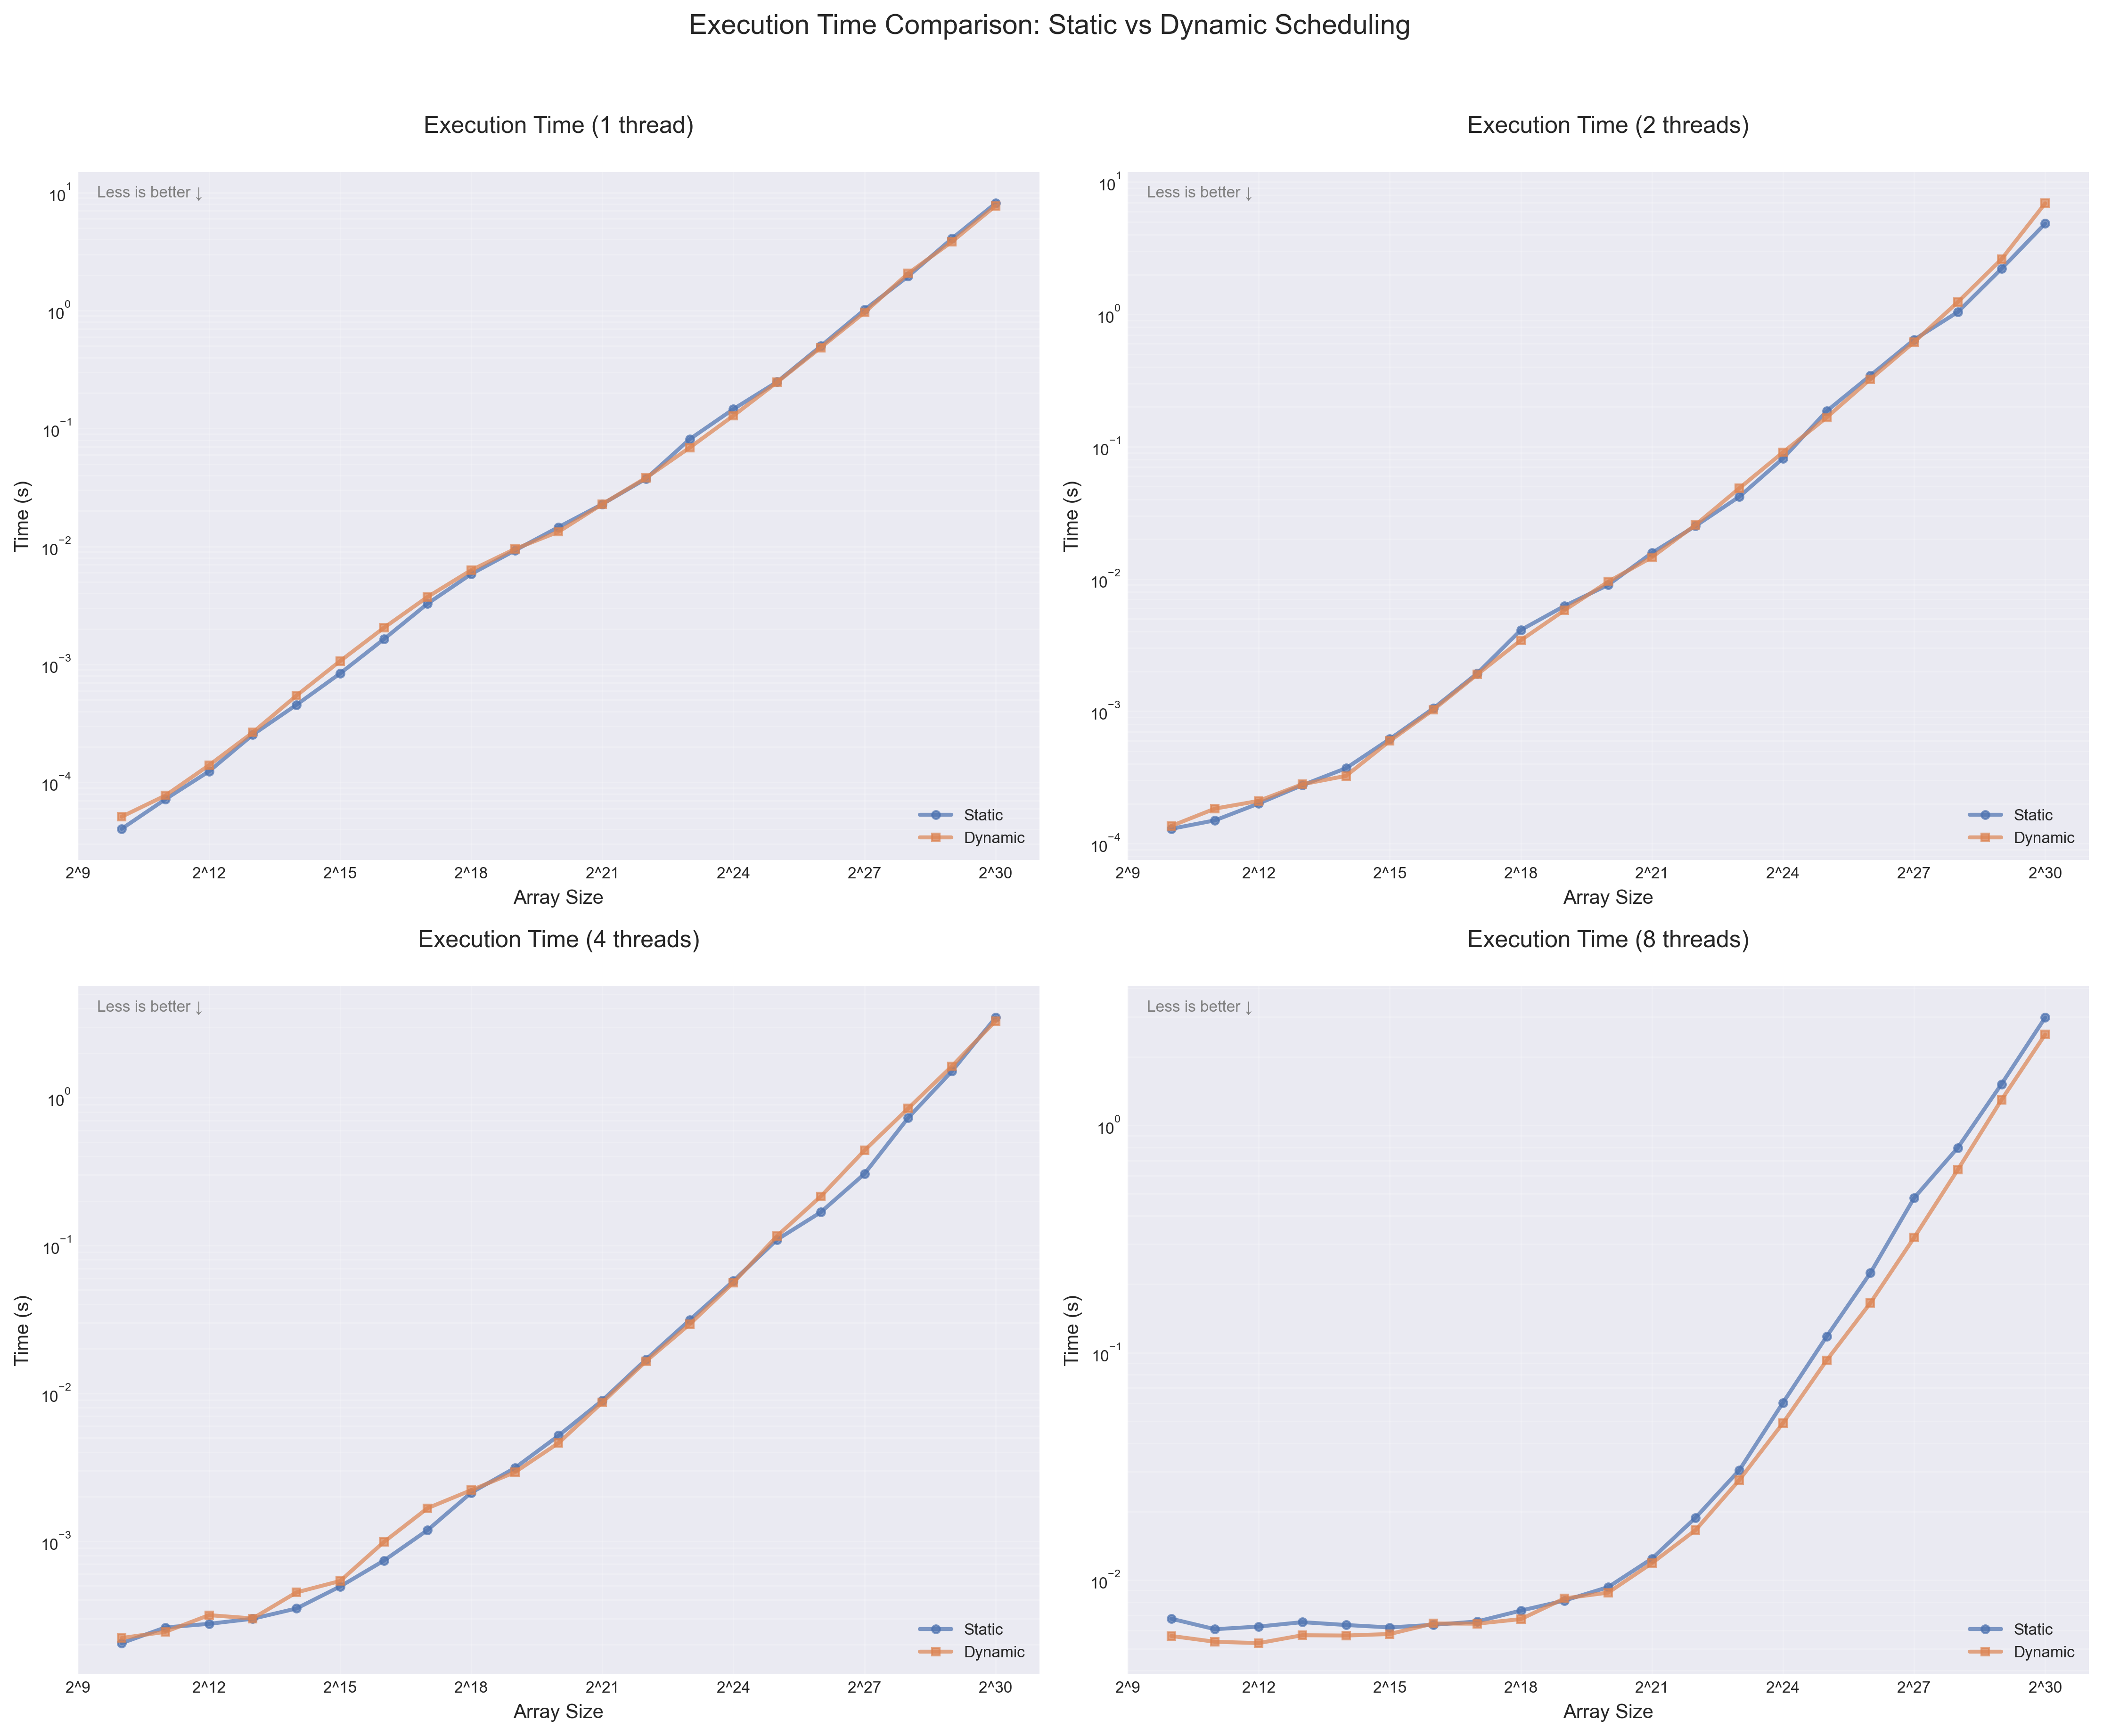 Execution Time Comparison: Static vs Dynamic Scheduling
Execution Time (1 thread)
Less is better ↓
10^1
10^0
10^−1
10^−2
10^−3
10^−4
Time (s)
Static
Dynamic
2^9 2^12 2^15 2^18 2^21 2^24 2^27 2^30
Array Size
Execution Time (2 threads)
Less is better ↓
10^1
10^0
10^−1
10^−2
10^−3
10^−4
Time (s)
Static
Dynamic
2^9 2^12 2^15 2^18 2^21 2^24 2^27 2^30
Array Size
Execution Time (4 threads)
Less is better ↓
10^0
10^−1
10^−2
10^−3
Time (s)
Static
Dynamic
2^9 2^12 2^15 2^18 2^21 2^24 2^27 2^30
Array Size
Execution Time (8 threads)
Less is better ↓
10^0
10^−1
10^−2
Time (s)
Static
Dynamic
2^9 2^12 2^15 2^18 2^21 2^24 2^27 2^30
Array Size